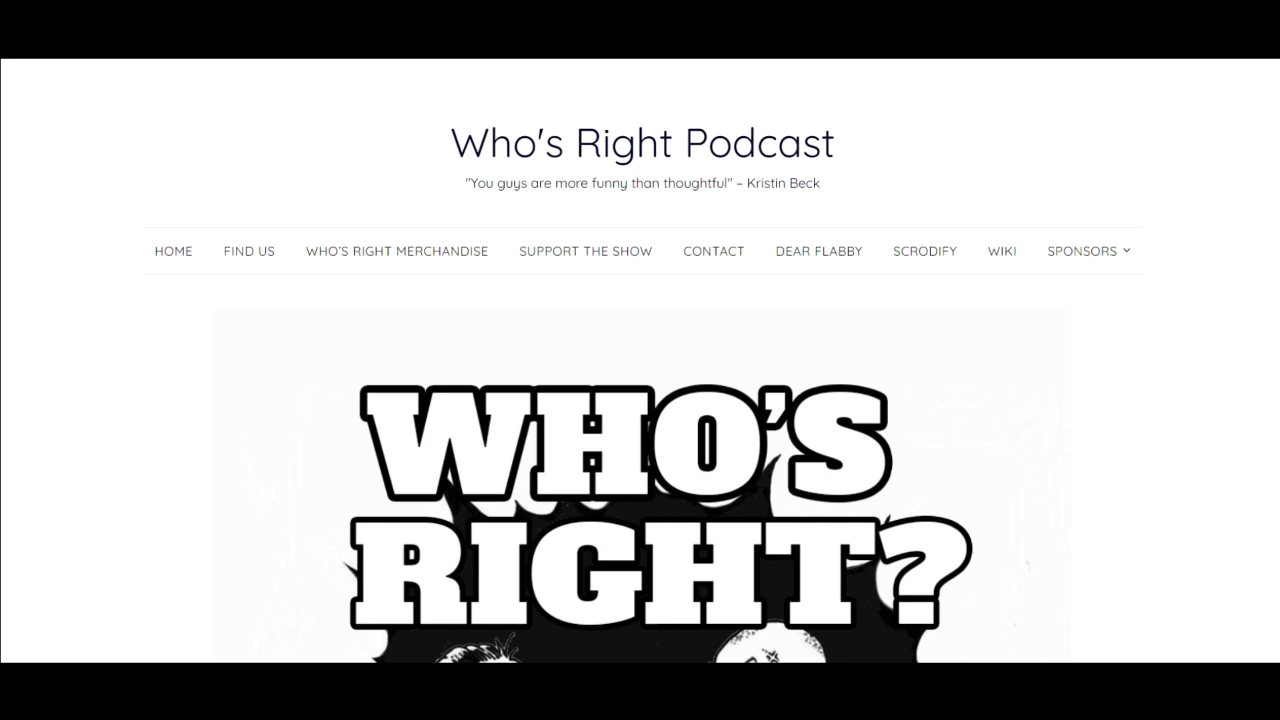 Who's Right Podcast
"You guys are more funny than thoughtful" – Kristin Beck
HOME FIND US WHO'S RIGHT MERCHANDISE SUPPORT THE SHOW CONTACT DEAR FLABBY SCRODIFY WIKI SPONSORS
WHO'S
RIGHT?